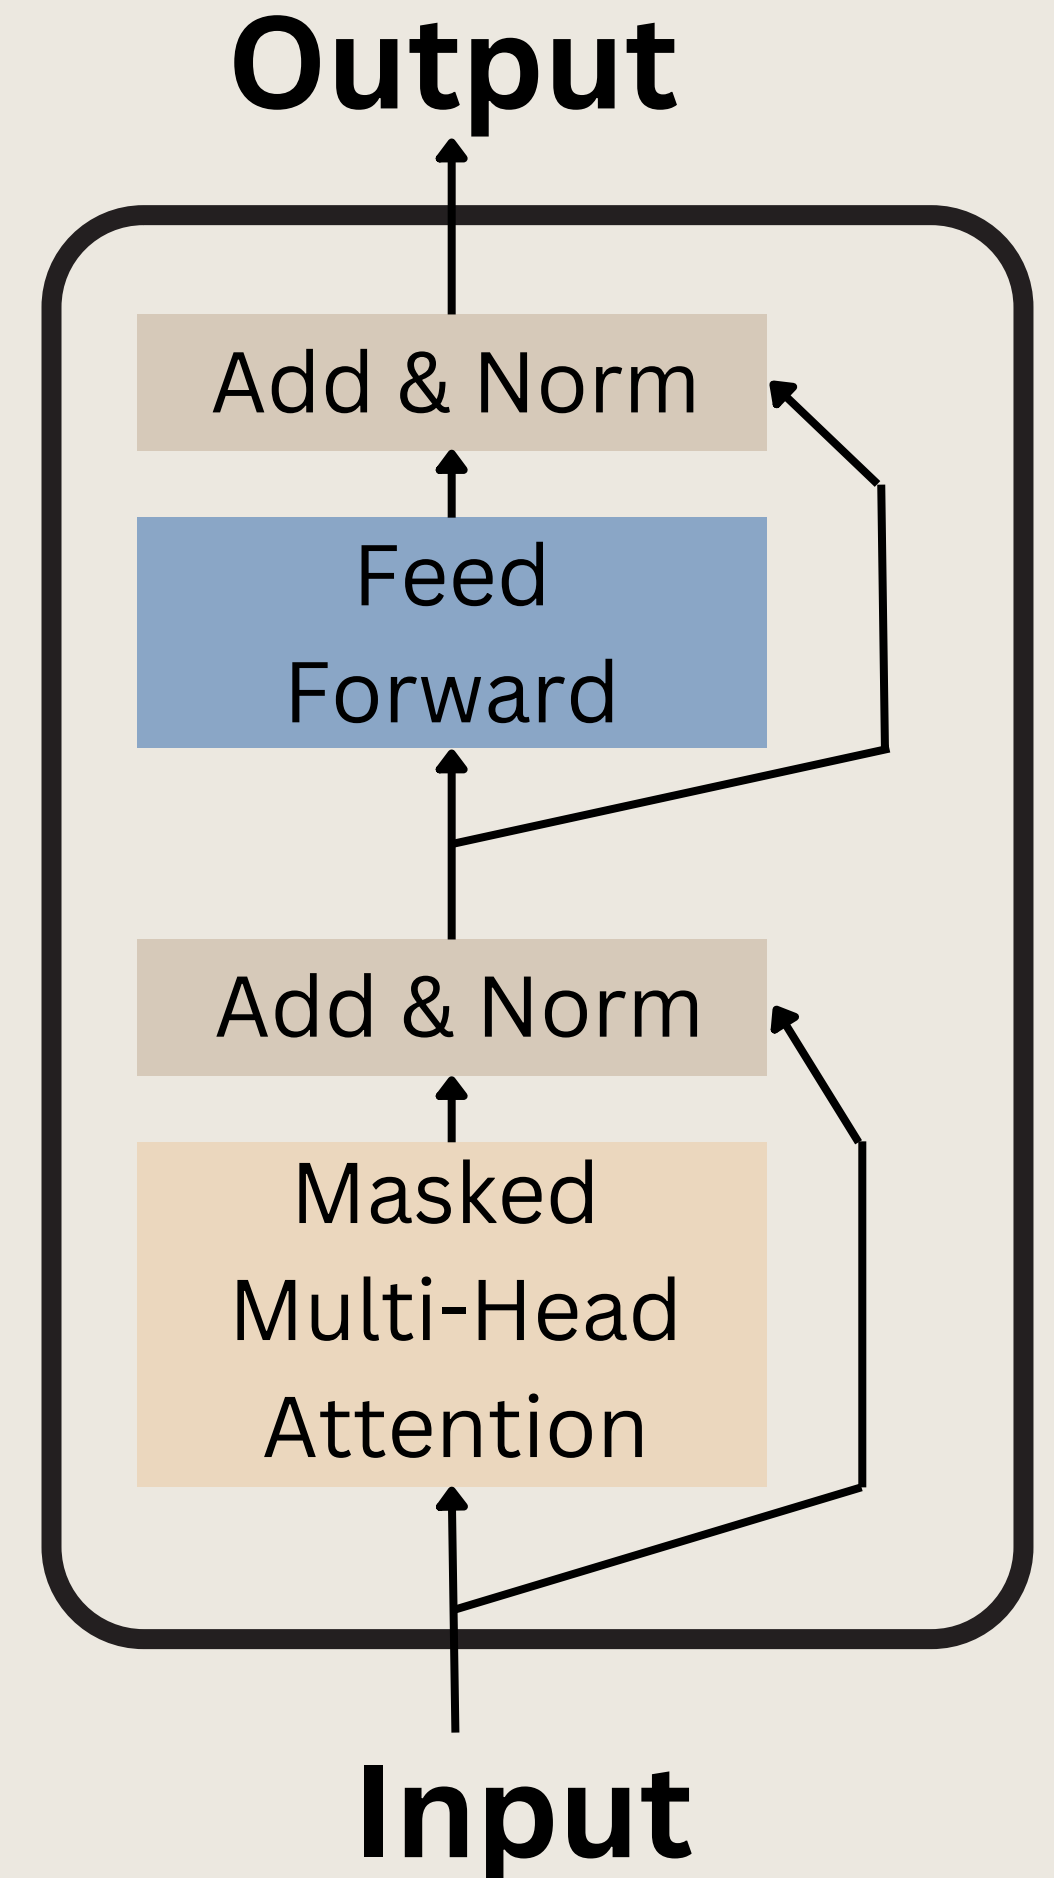 Output
Add & Norm
Feed
Forward
Add & Norm
Masked
Multi-Head
Attention
Input